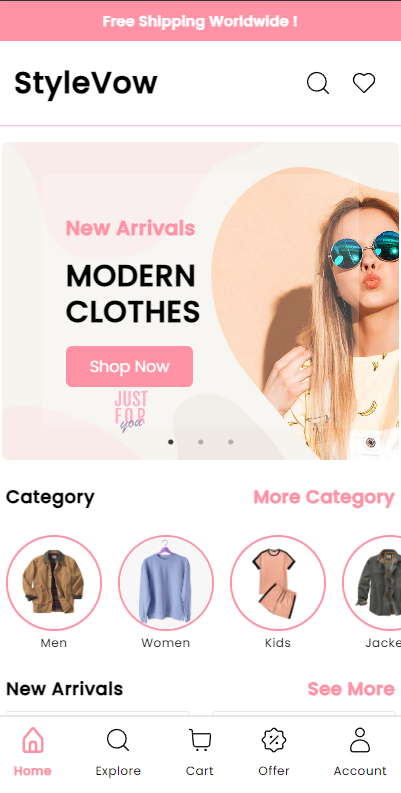 Free Shipping Worldwide !
StyleVow
New Arrivals
MODERN
CLOTHES
Shop Now
JUST
FOR
you
Category
More Category
Men
Women
Kids
Jacke
New Arrivals
See More
Home
Explore
Cart
Offer
Account